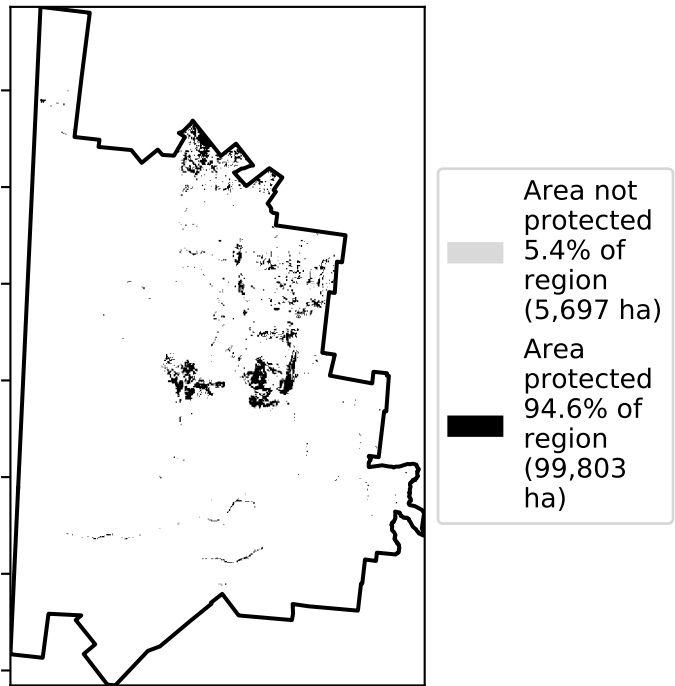 Area not
protected
5.4% of
region
(5,697 ha)
Area
protected
94.6% of
region
(99,803
ha)